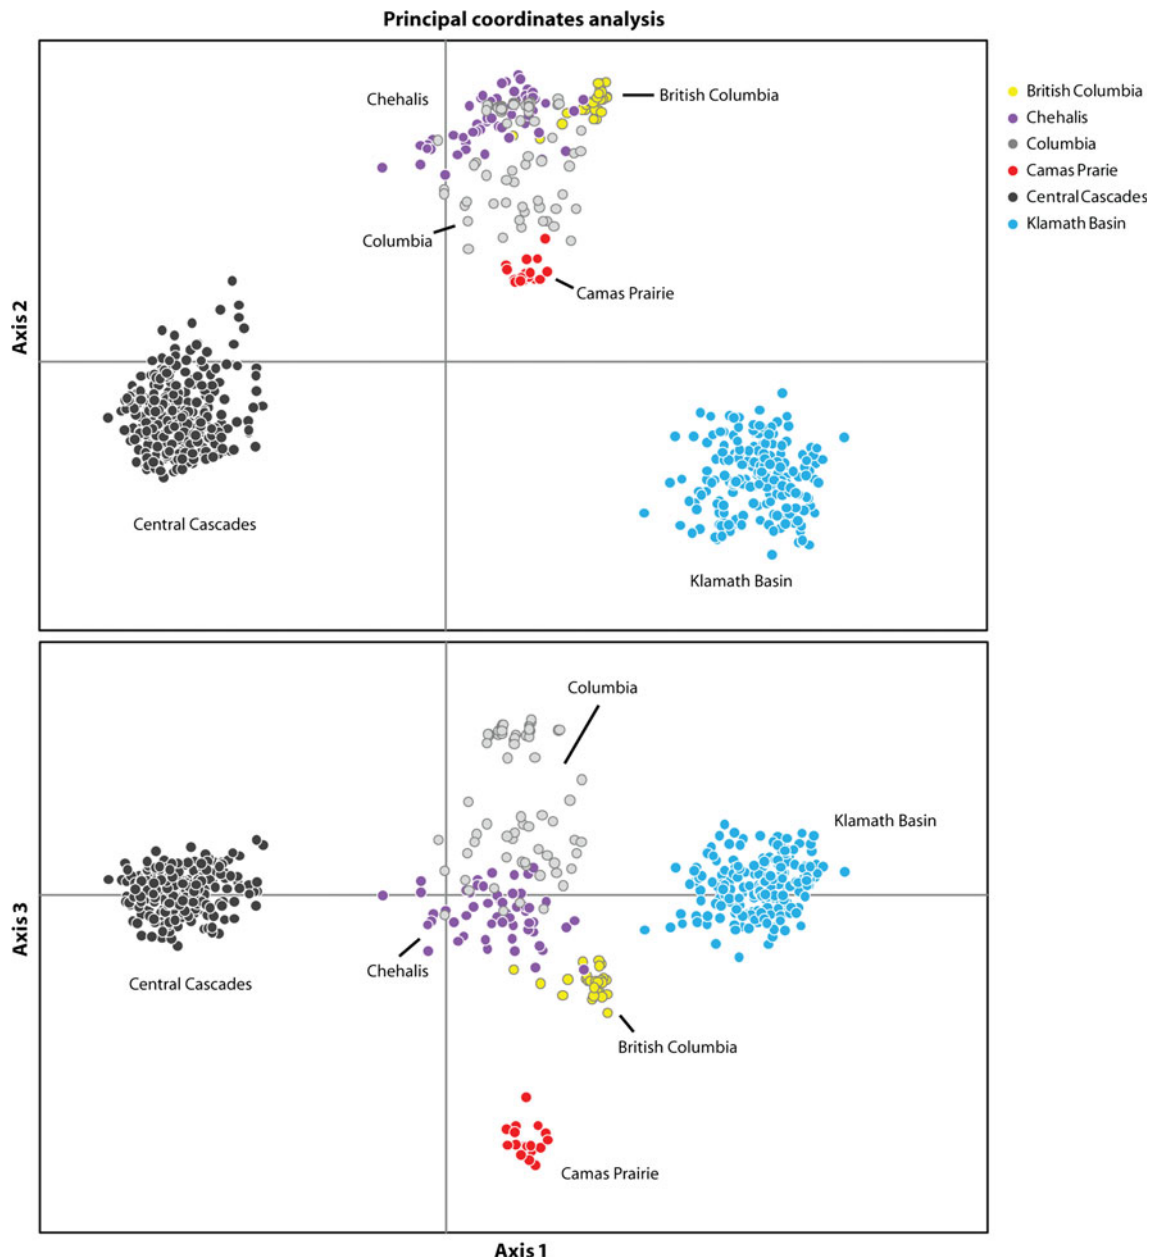 Principal coordinates analysis
Chehalis
British Columbia
British Columbia
Chehalis
Columbia
Camas Prarie
Central Cascades
Klamath Basin
Columbia
Camas Prairie
Axis 2
Central Cascades
Klamath Basin
Columbia
Klamath Basin
Axis 3
Chehalis
Central Cascades
British Columbia
Camas Prairie
Axis 1